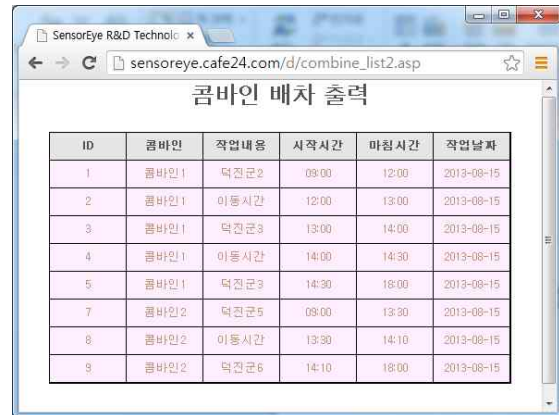 SensorEye R&D Technolo
sensoreye.cafe24.com/d/combine_list2.asp
콤바인 배차 출력
ID 콤바인 작업내용 시작시간 마침시간 작업날짜
1 콤바인1 덕진군2 09:00 12:00 2013-08-15
2 콤바인1 이동시간 12:00 13:00 2013-08-15
3 콤바인1 덕진군3 13:00 14:00 2013-08-15
4 콤바인1 이동시간 14:00 14:30 2013-08-15
5 콤바인1 덕진군3 14:30 18:00 2013-08-15
7 콤바인2 덕진군5 09:00 13:30 2013-08-15
8 콤바인2 이동시간 13:30 14:10 2013-08-15
9 콤바인2 덕진군6 14:10 18:00 2013-08-15